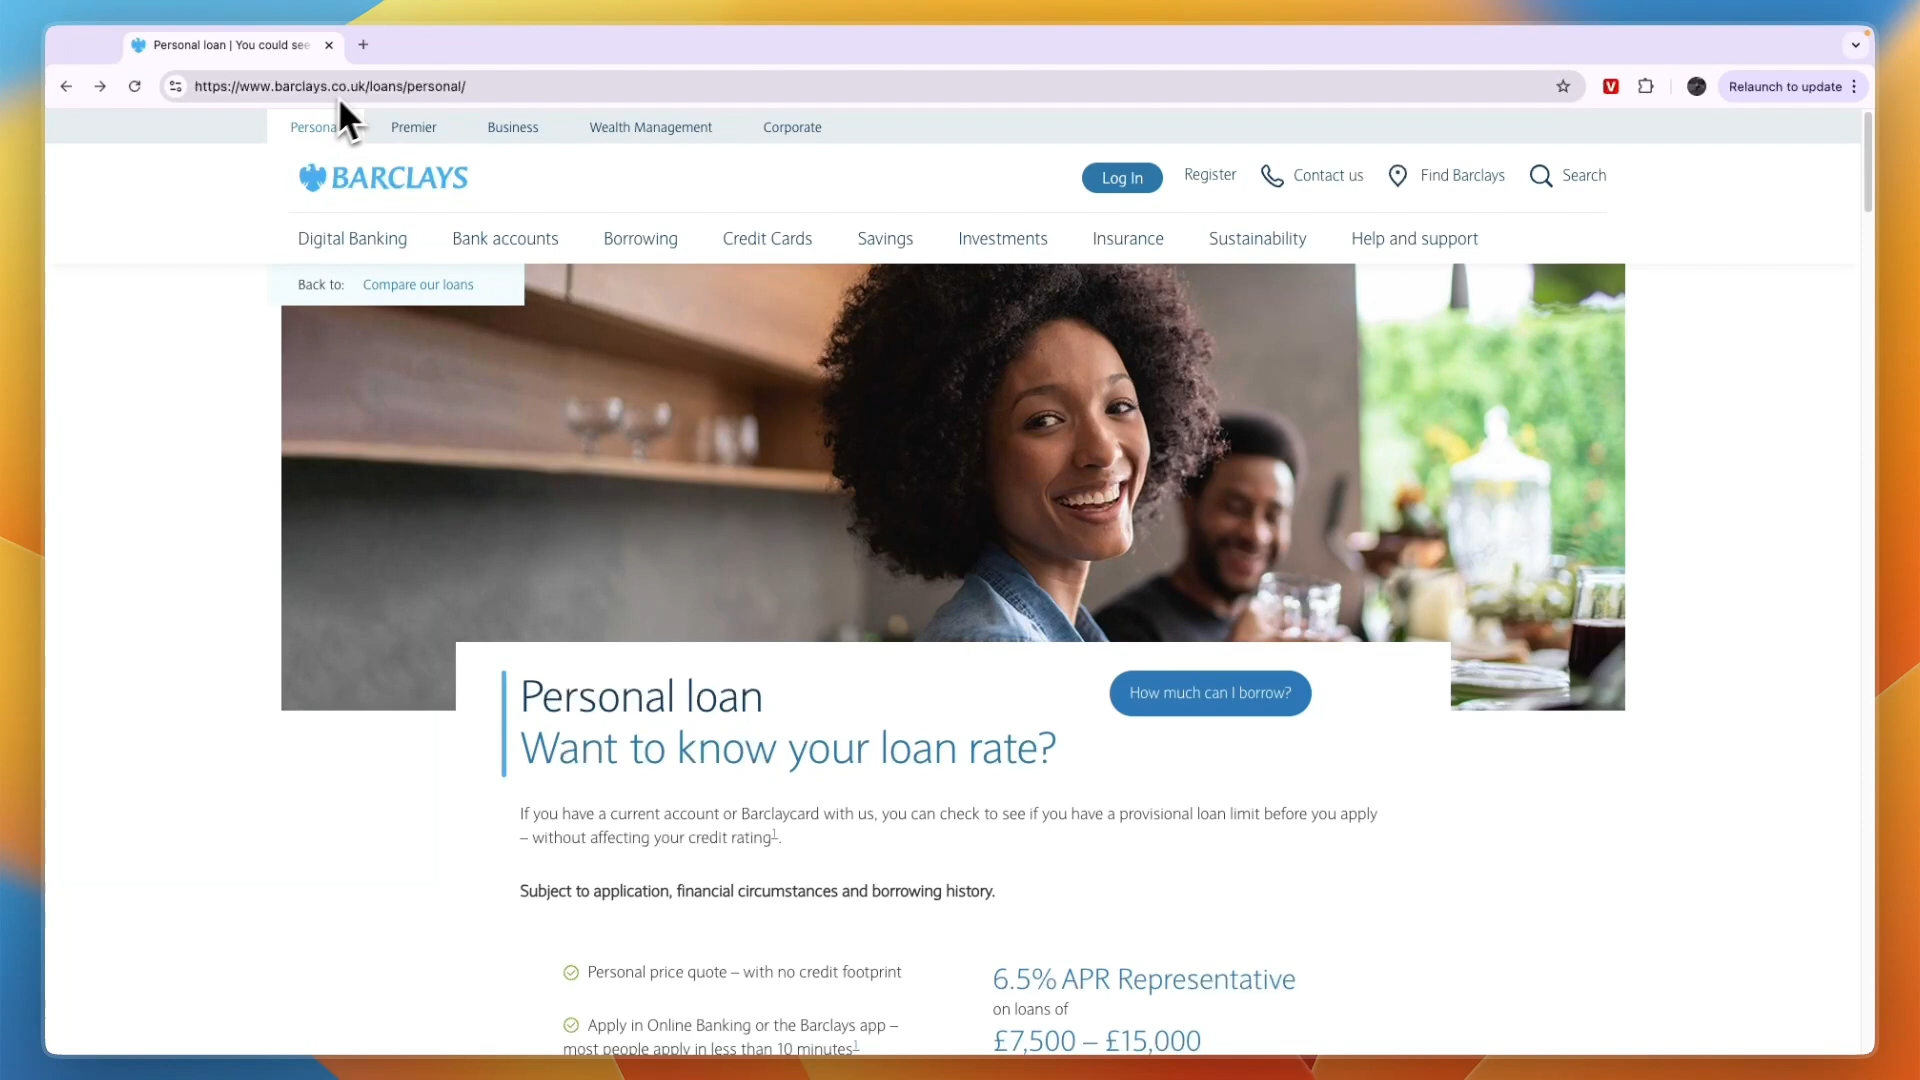 Personal loan | You could see
https://www.barclays.co.uk/loans/personal/
Relaunch to update
Persona
Premier
Business
Wealth Management
Corporate
BARCLAYS
Log In
Register
Contact us
Find Barclays
Search
Digital Banking
Bank accounts
Borrowing
Credit Cards
Savings
Investments
Insurance
Sustainability
Help and support
Back to:
Compare our loans
Personal loan
How much can I borrow?
Want to know your loan rate?
If you have a current account or Barclaycard with us, you can check to see if you have a provisional loan limit before you apply
– without affecting your credit rating¹.
Subject to application, financial circumstances and borrowing history.
Personal price quote – with no credit footprint
Apply in Online Banking or the Barclays app –
most people apply in less than 10 minutes¹
6.5% APR Representative
on loans of
£7,500 – £15,000